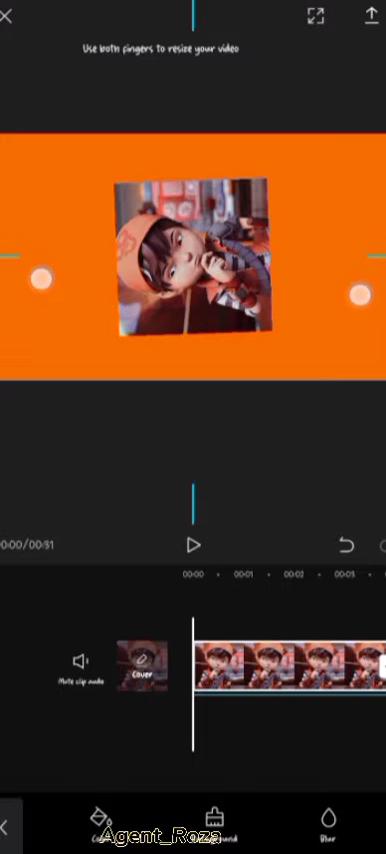 Use both fingers to resize your video
00:00/00:31
00:00 00:01 00:02 00:03
Mute clip audio
Cover
Agent_Roza
Blur